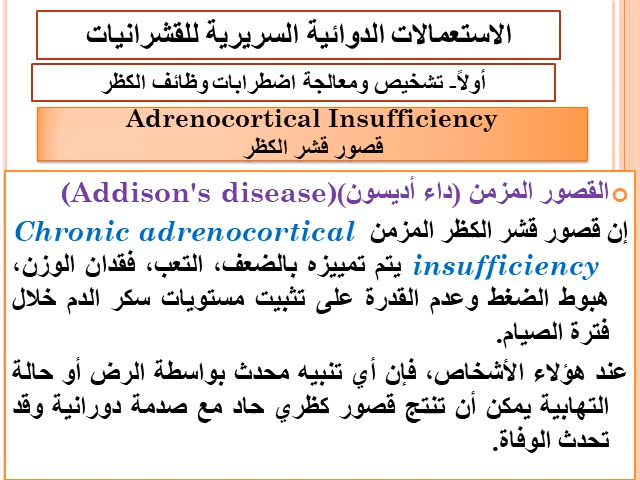 الاستعمالات الدوائية السريرية للقشرانيات
أولاً- تشخيص ومعالجة اضطرابات وظائف الكظر
Adrenocortical Insufficiency
قصور قشر الكظر
القصور المزمن (داء أديسون)(Addison's disease)
إن قصور قشر الكظر المزمن Chronic adrenocortical
insufficiency يتم تمييزه بالضعف، التعب، فقدان الوزن،
هبوط الضغط وعدم القدرة على تثبيت مستويات سكر الدم خلال
فترة الصيام.
عند هؤلاء الأشخاص، فإن أي تنبيه محدث بواسطة الرض أو حالة
التهابية يمكن أن تنتج قصور كظري حاد مع صدمة دورانية وقد
تحدث الوفاة.